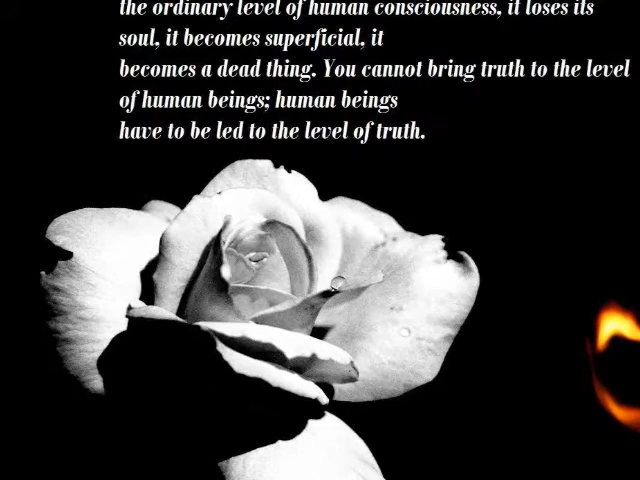 the ordinary level of human consciousness, it loses its
soul, it becomes superficial, it
becomes a dead thing. You cannot bring truth to the level
of human beings; human beings
have to be led to the level of truth.